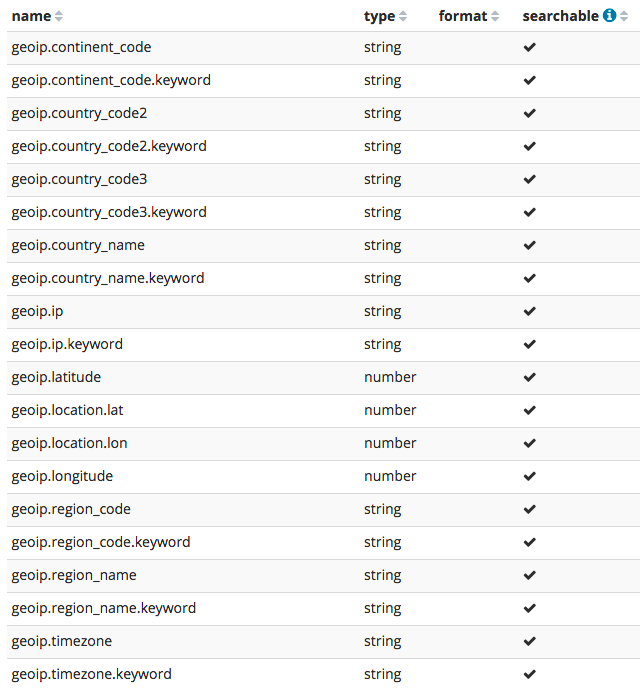 name type format searchable
geoip.continent_code string
geoip.continent_code.keyword string
geoip.country_code2 string
geoip.country_code2.keyword string
geoip.country_code3 string
geoip.country_code3.keyword string
geoip.country_name string
geoip.country_name.keyword string
geoip.ip string
geoip.ip.keyword string
geoip.latitude number
geoip.location.lat number
geoip.location.lon number
geoip.longitude number
geoip.region_code string
geoip.region_code.keyword string
geoip.region_name string
geoip.region_name.keyword string
geoip.timezone string
geoip.timezone.keyword string